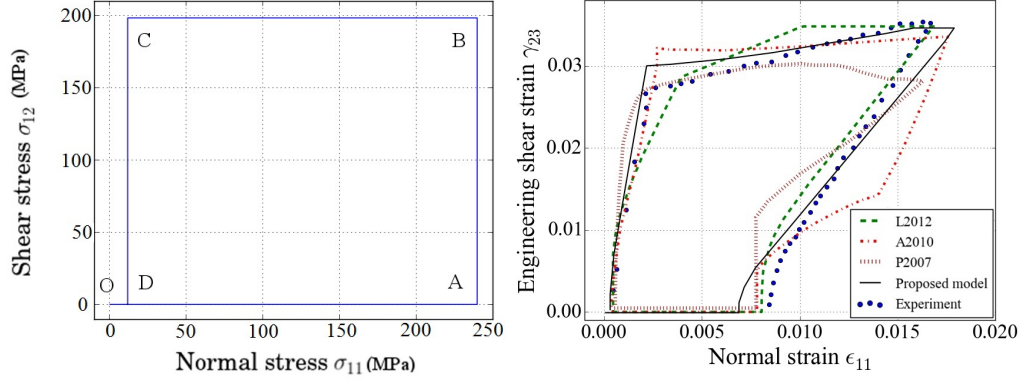 200
150
100
50
0
Shear stress σ12 (MPa)
C
B
O
D
A
0
50
100
150
200
250
Normal stress σ11 (MPa)
0.03
0.02
0.01
0.00
Engineering shear strain γ23
L2012
A2010
P2007
Proposed model
Experiment
0.000
0.005
0.010
0.015
0.020
Normal strain ϵ11